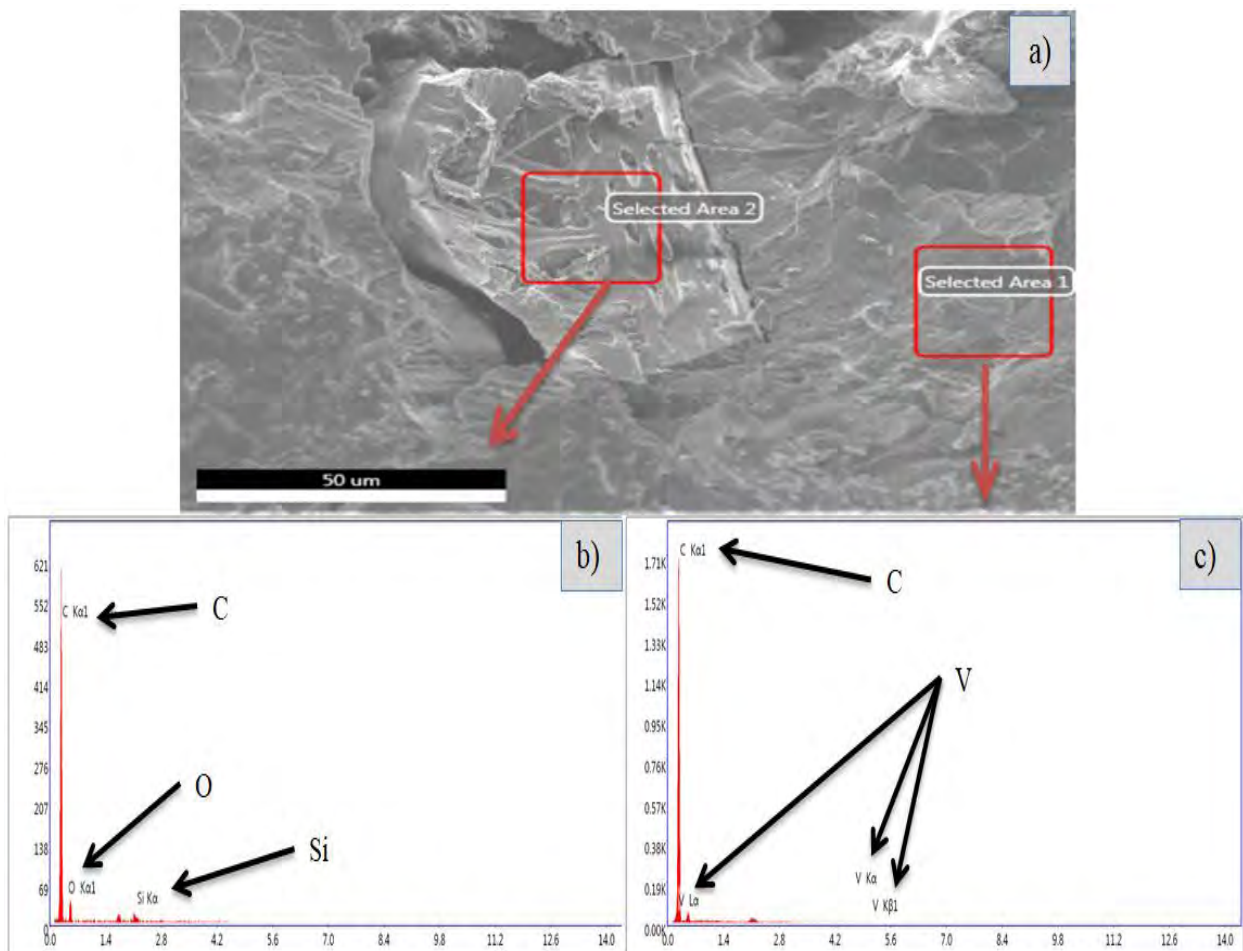 a)
Selected Area 2
Selected Area 1
50 um
b)
621
552
483
414
345
276
207
138
69
0
C Kα1
C
O
O Kα1
Si
Si Kα
0.0 1.4 2.8 4.2 5.6 7.0 8.4 9.8 11.2 12.6 14.0
c)
1.71K
1.52K
1.33K
1.14K
0.95K
0.76K
0.57K
0.38K
0.19K
0.00K
C Kα1
C
V
V Lα
V Kα
V Kβ1
0.0 1.4 2.8 4.2 5.6 7.0 8.4 9.8 11.2 12.6 14.0